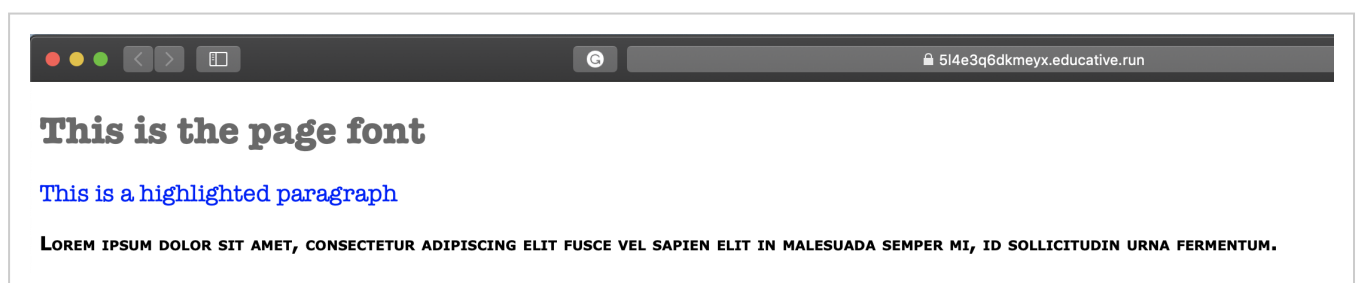 5l4e3q6dkmeyx.educative.run
This is the page font
This is a highlighted paragraph
Lorem ipsum dolor sit amet, consectetur adipiscing elit fusce vel sapien elit in malesuada semper mi, id sollicitudin urna fermentum.